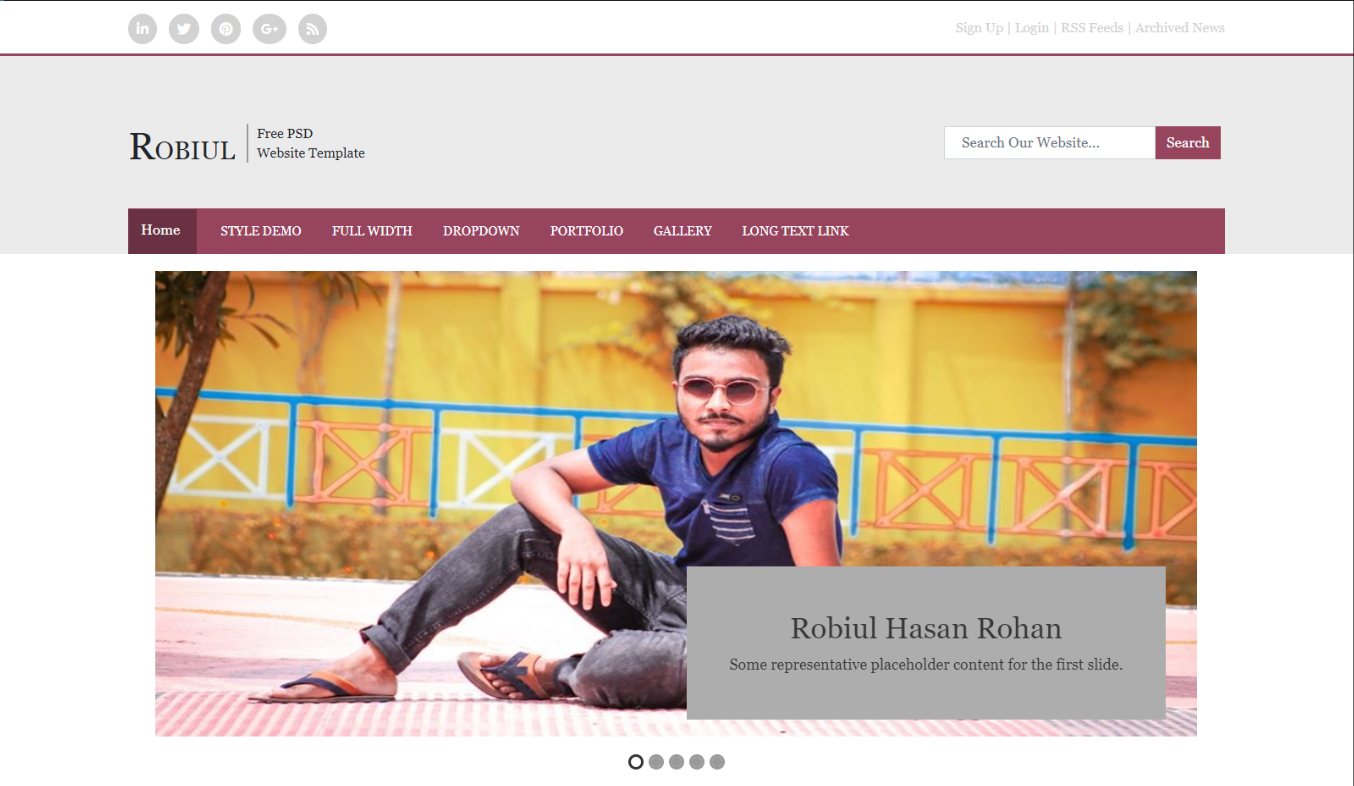 Sign Up | Login | RSS Feeds | Archived News
ROBIUL
Free PSD
Website Template
Search Our Website...
Search
Home STYLE DEMO FULL WIDTH DROPDOWN PORTFOLIO GALLERY LONG TEXT LINK
Robiul Hasan Rohan
Some representative placeholder content for the first slide.